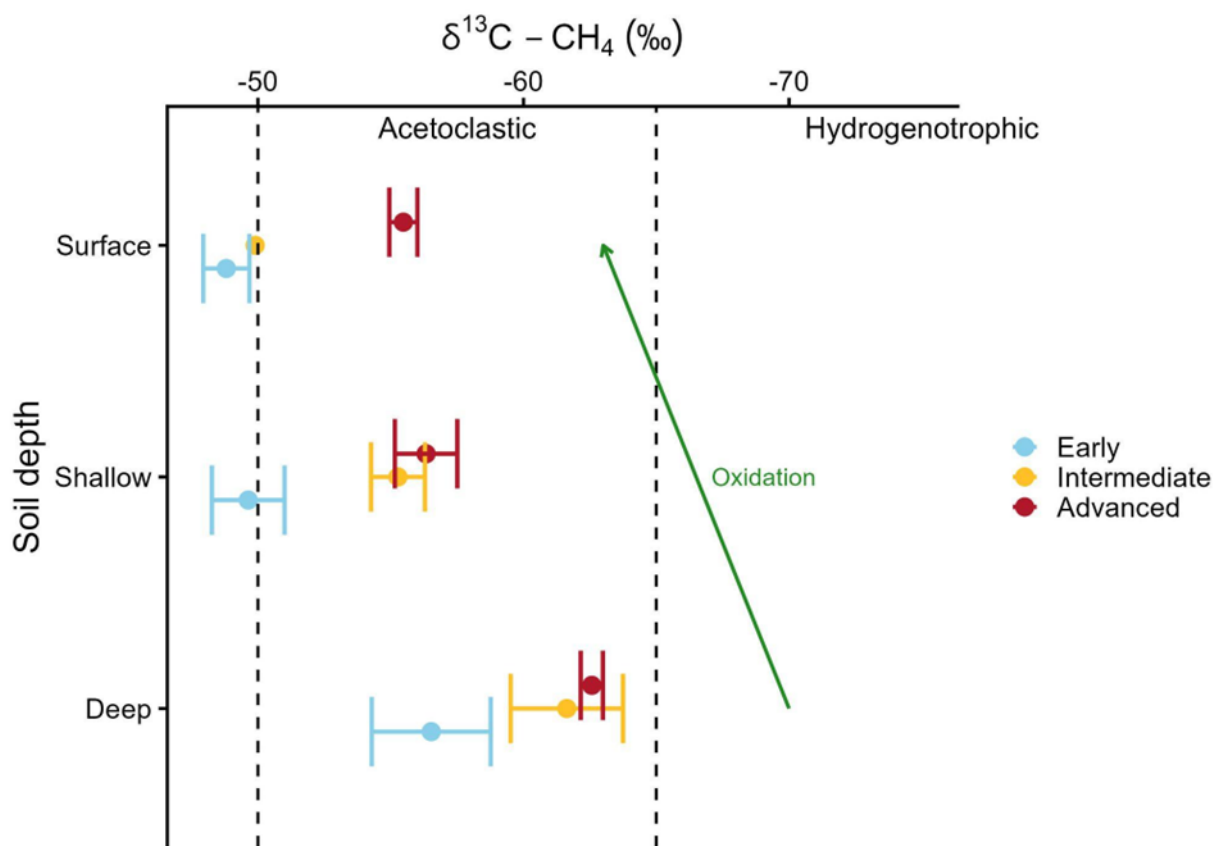 δ¹³C – CH₄ (‰)
-50 -60 -70
Acetoclastic Hydrogenotrophic
Surface
Shallow
Deep
Soil depth
Oxidation
Early
Intermediate
Advanced